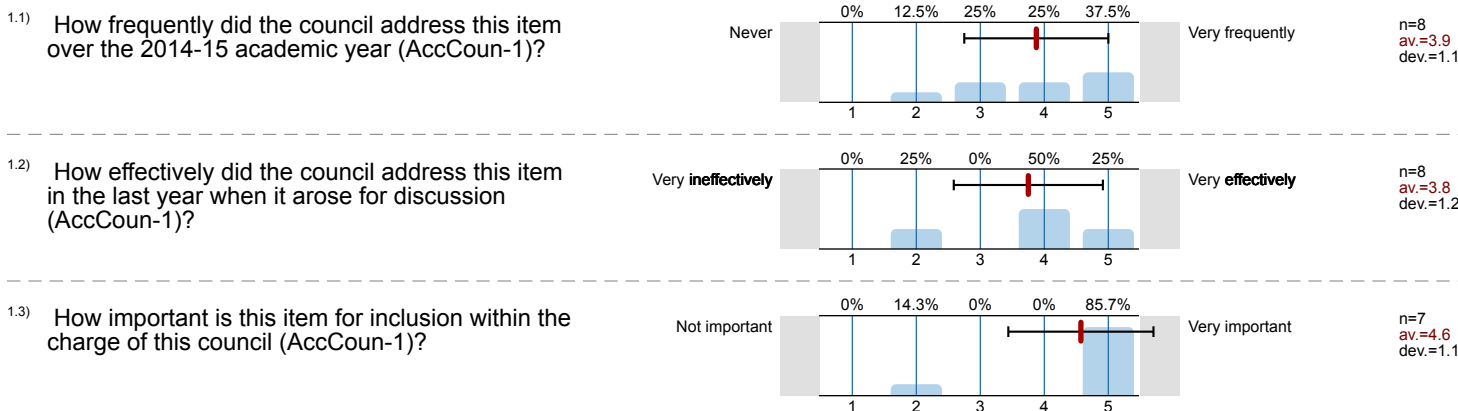 1.1) How frequently did the council address this item
over the 2014-15 academic year (AccCoun-1)?
0% 12.5% 25% 25% 37.5%
Never
Very frequently
1 2 3 4 5
n=8
av.=3.9
dev.=1.1
1.2) How effectively did the council address this item
in the last year when it arose for discussion
(AccCoun-1)?
0% 25% 0% 50% 25%
Very ineffectively
Very effectively
1 2 3 4 5
n=8
av.=3.8
dev.=1.2
1.3) How important is this item for inclusion within the
charge of this council (AccCoun-1)?
0% 14.3% 0% 0% 85.7%
Not important
Very important
1 2 3 4 5
n=7
av.=4.6
dev.=1.1